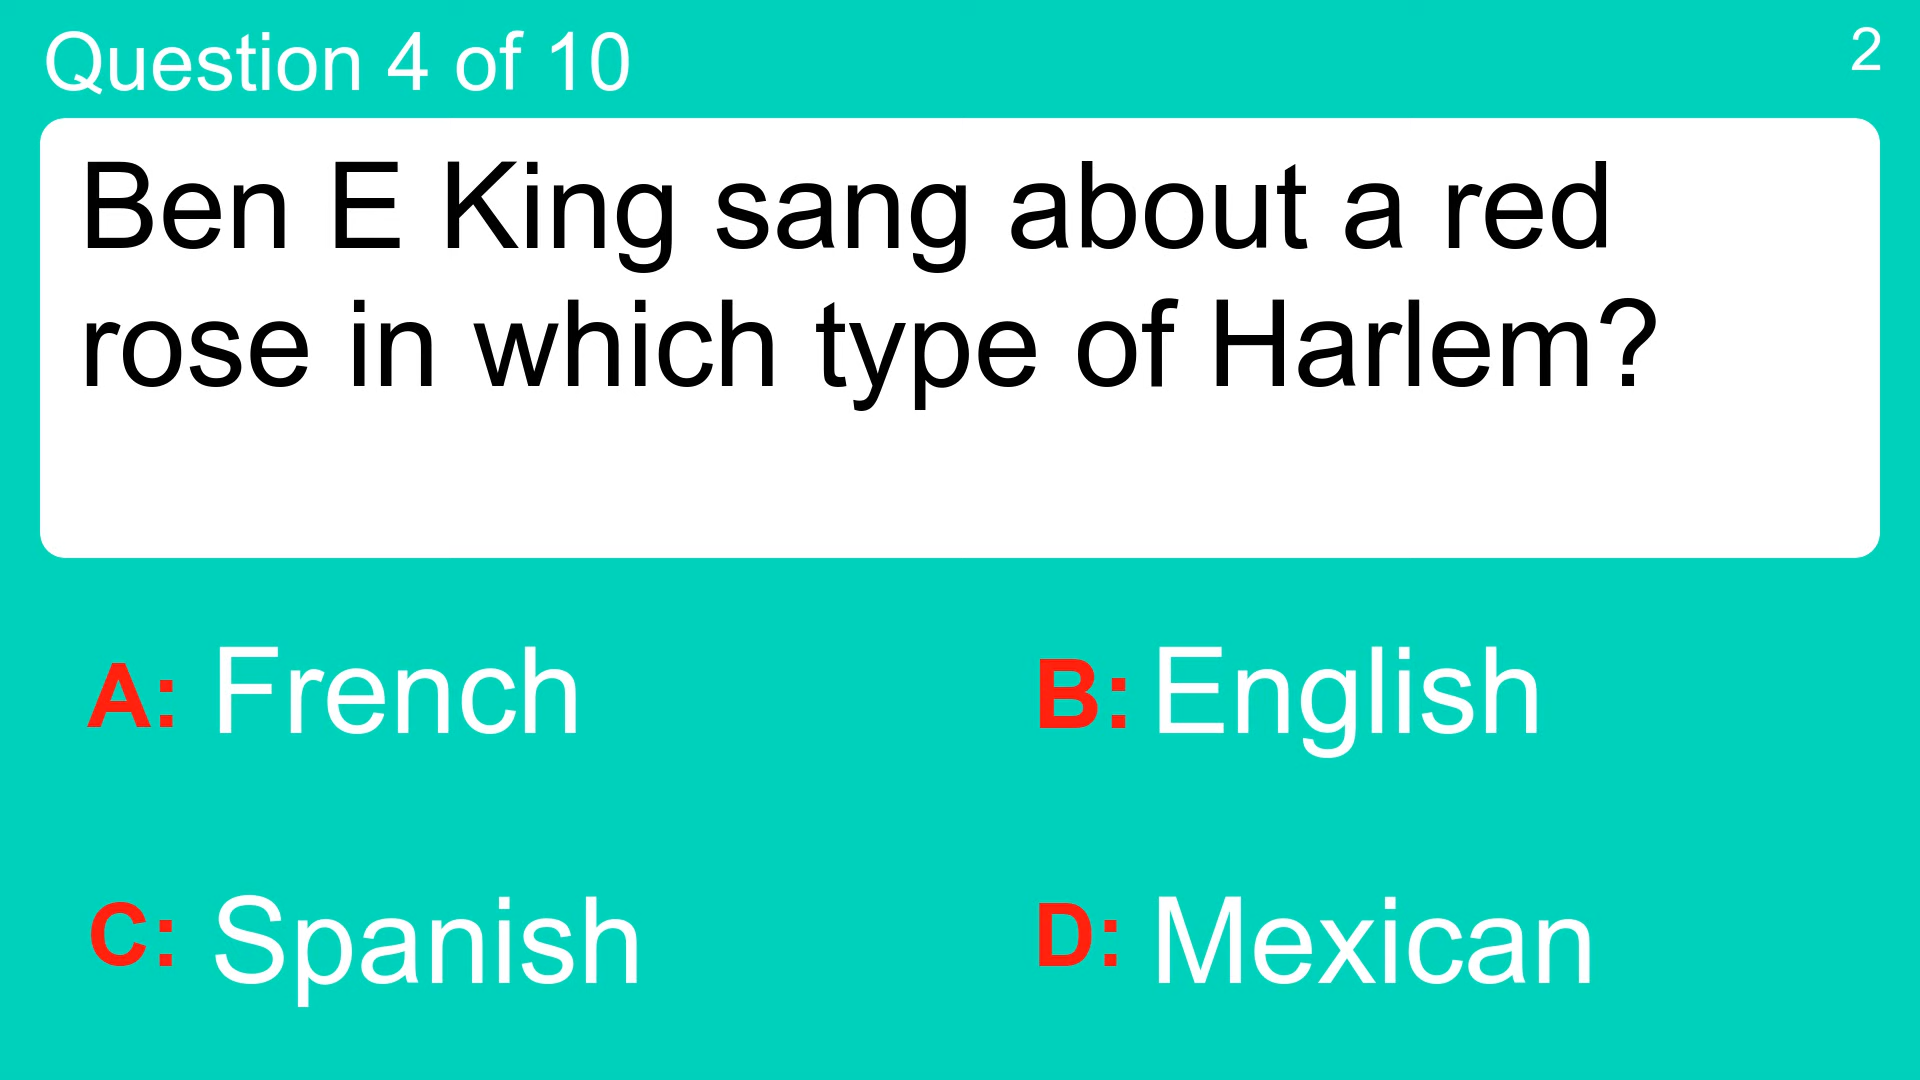 Question 4 of 10
2
Ben E King sang about a red
rose in which type of Harlem?
A: French
B: English
C: Spanish
D: Mexican